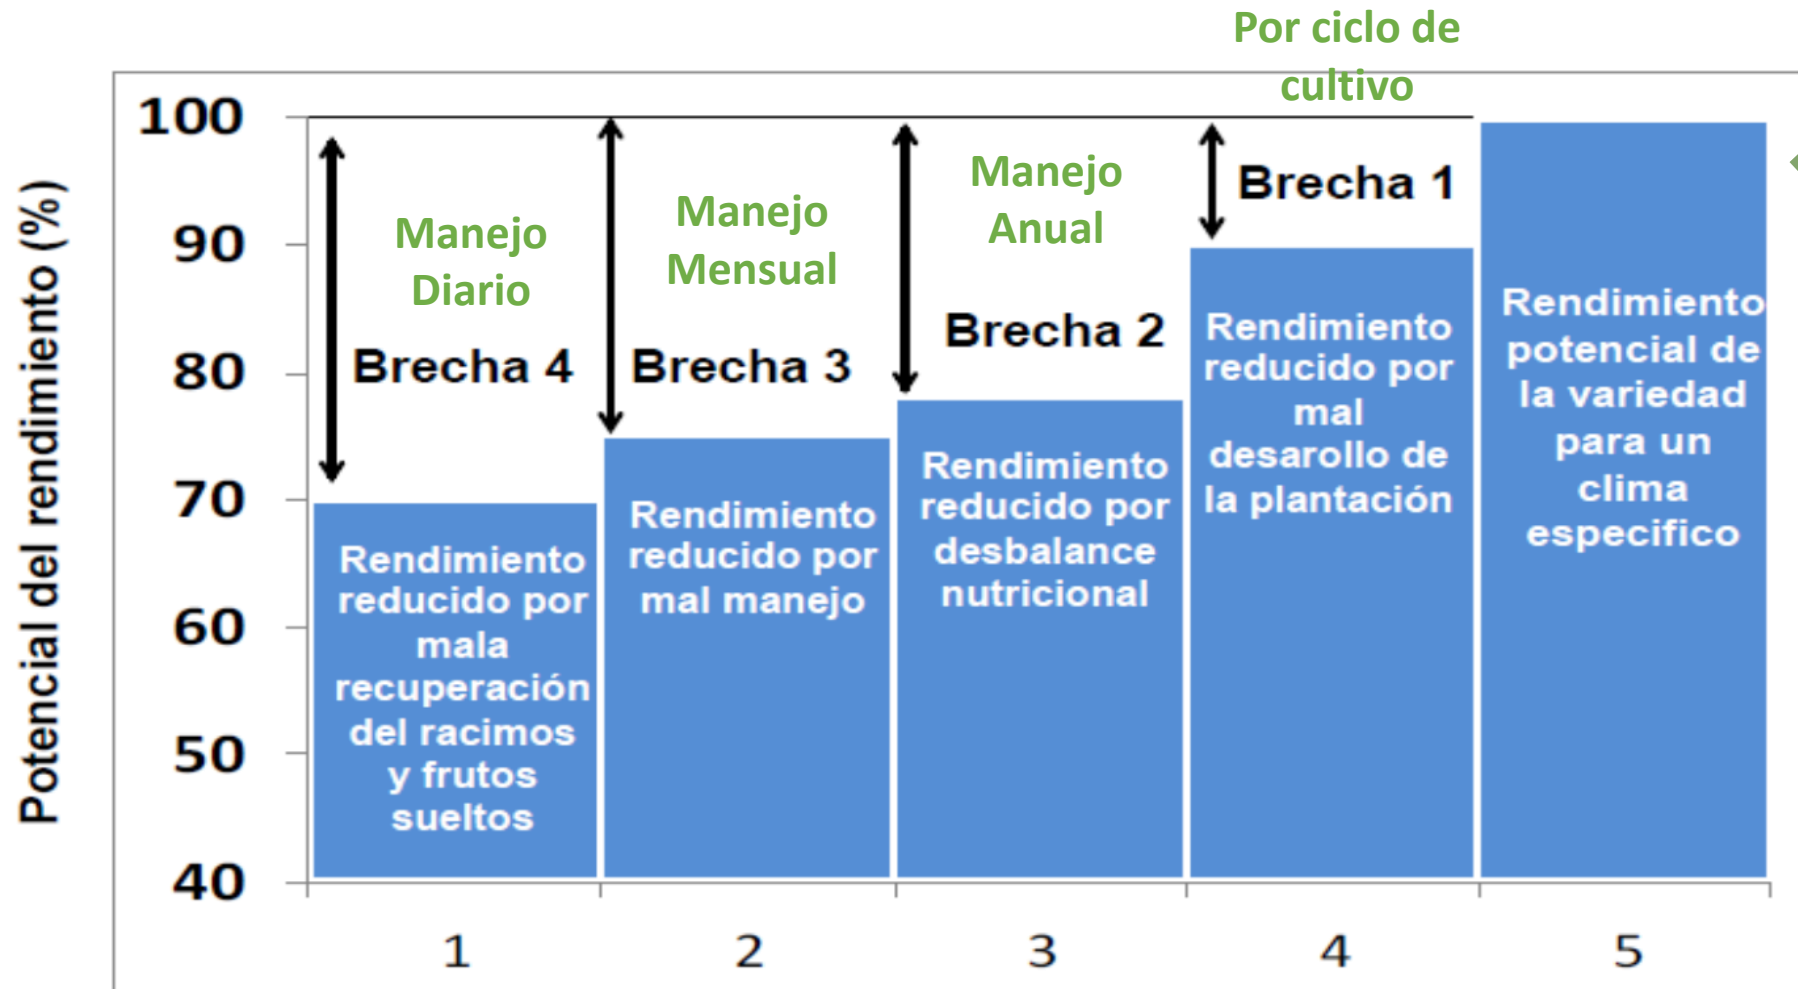 Por ciclo de
cultivo
Potencial del rendimiento (%)
100
90
80
70
60
50
40
Manejo
Diario
Brecha 4
Manejo
Mensual
Brecha 3
Manejo
Anual
Brecha 2
Brecha 1
Rendimiento
reducido por
mala
recuperación
del racimos
y frutos
sueltos
Rendimiento
reducido por
mal manejo
Rendimiento
reducido por
desbalance
nutricional
Rendimiento
reducido por
mal
desarollo de
la plantación
Rendimiento
potencial de
la variedad
para un
clima
especifico
1
2
3
4
5